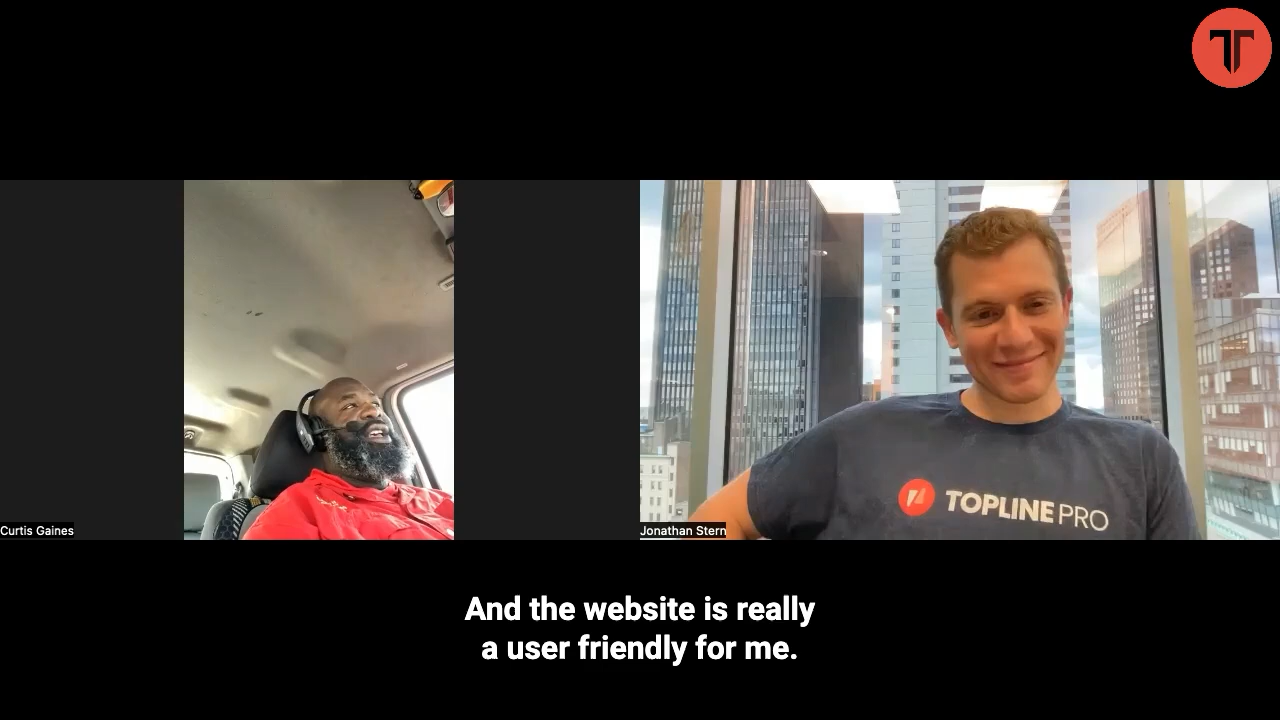 Curtis Gaines
Jonathan Stern
TOPLINE PRO
And the website is really
a user friendly for me.